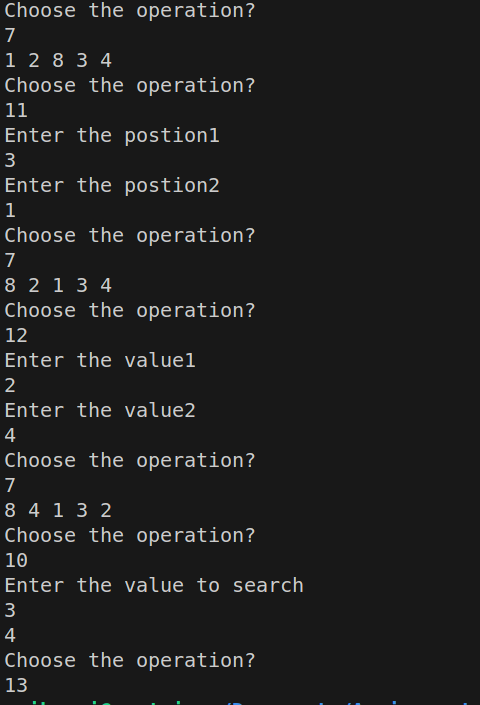 Choose the operation?
7
1 2 8 3 4
Choose the operation?
11
Enter the postion1
3
Enter the postion2
1
Choose the operation?
7
8 2 1 3 4
Choose the operation?
12
Enter the value1
2
Enter the value2
4
Choose the operation?
7
8 4 1 3 2
Choose the operation?
10
Enter the value to search
3
4
Choose the operation?
13